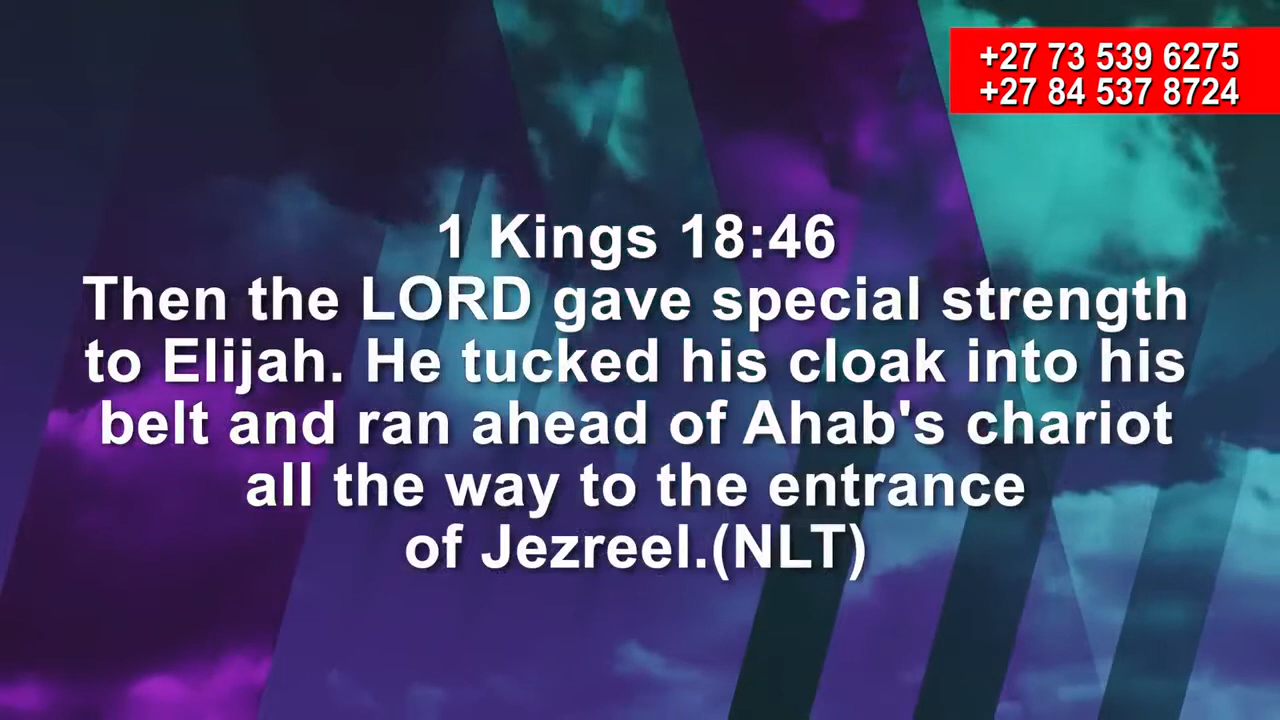 +27 73 539 6275
+27 84 537 8724
1 Kings 18:46
Then the LORD gave special strength
to Elijah. He tucked his cloak into his
belt and ran ahead of Ahab's chariot
all the way to the entrance
of Jezreel.(NLT)